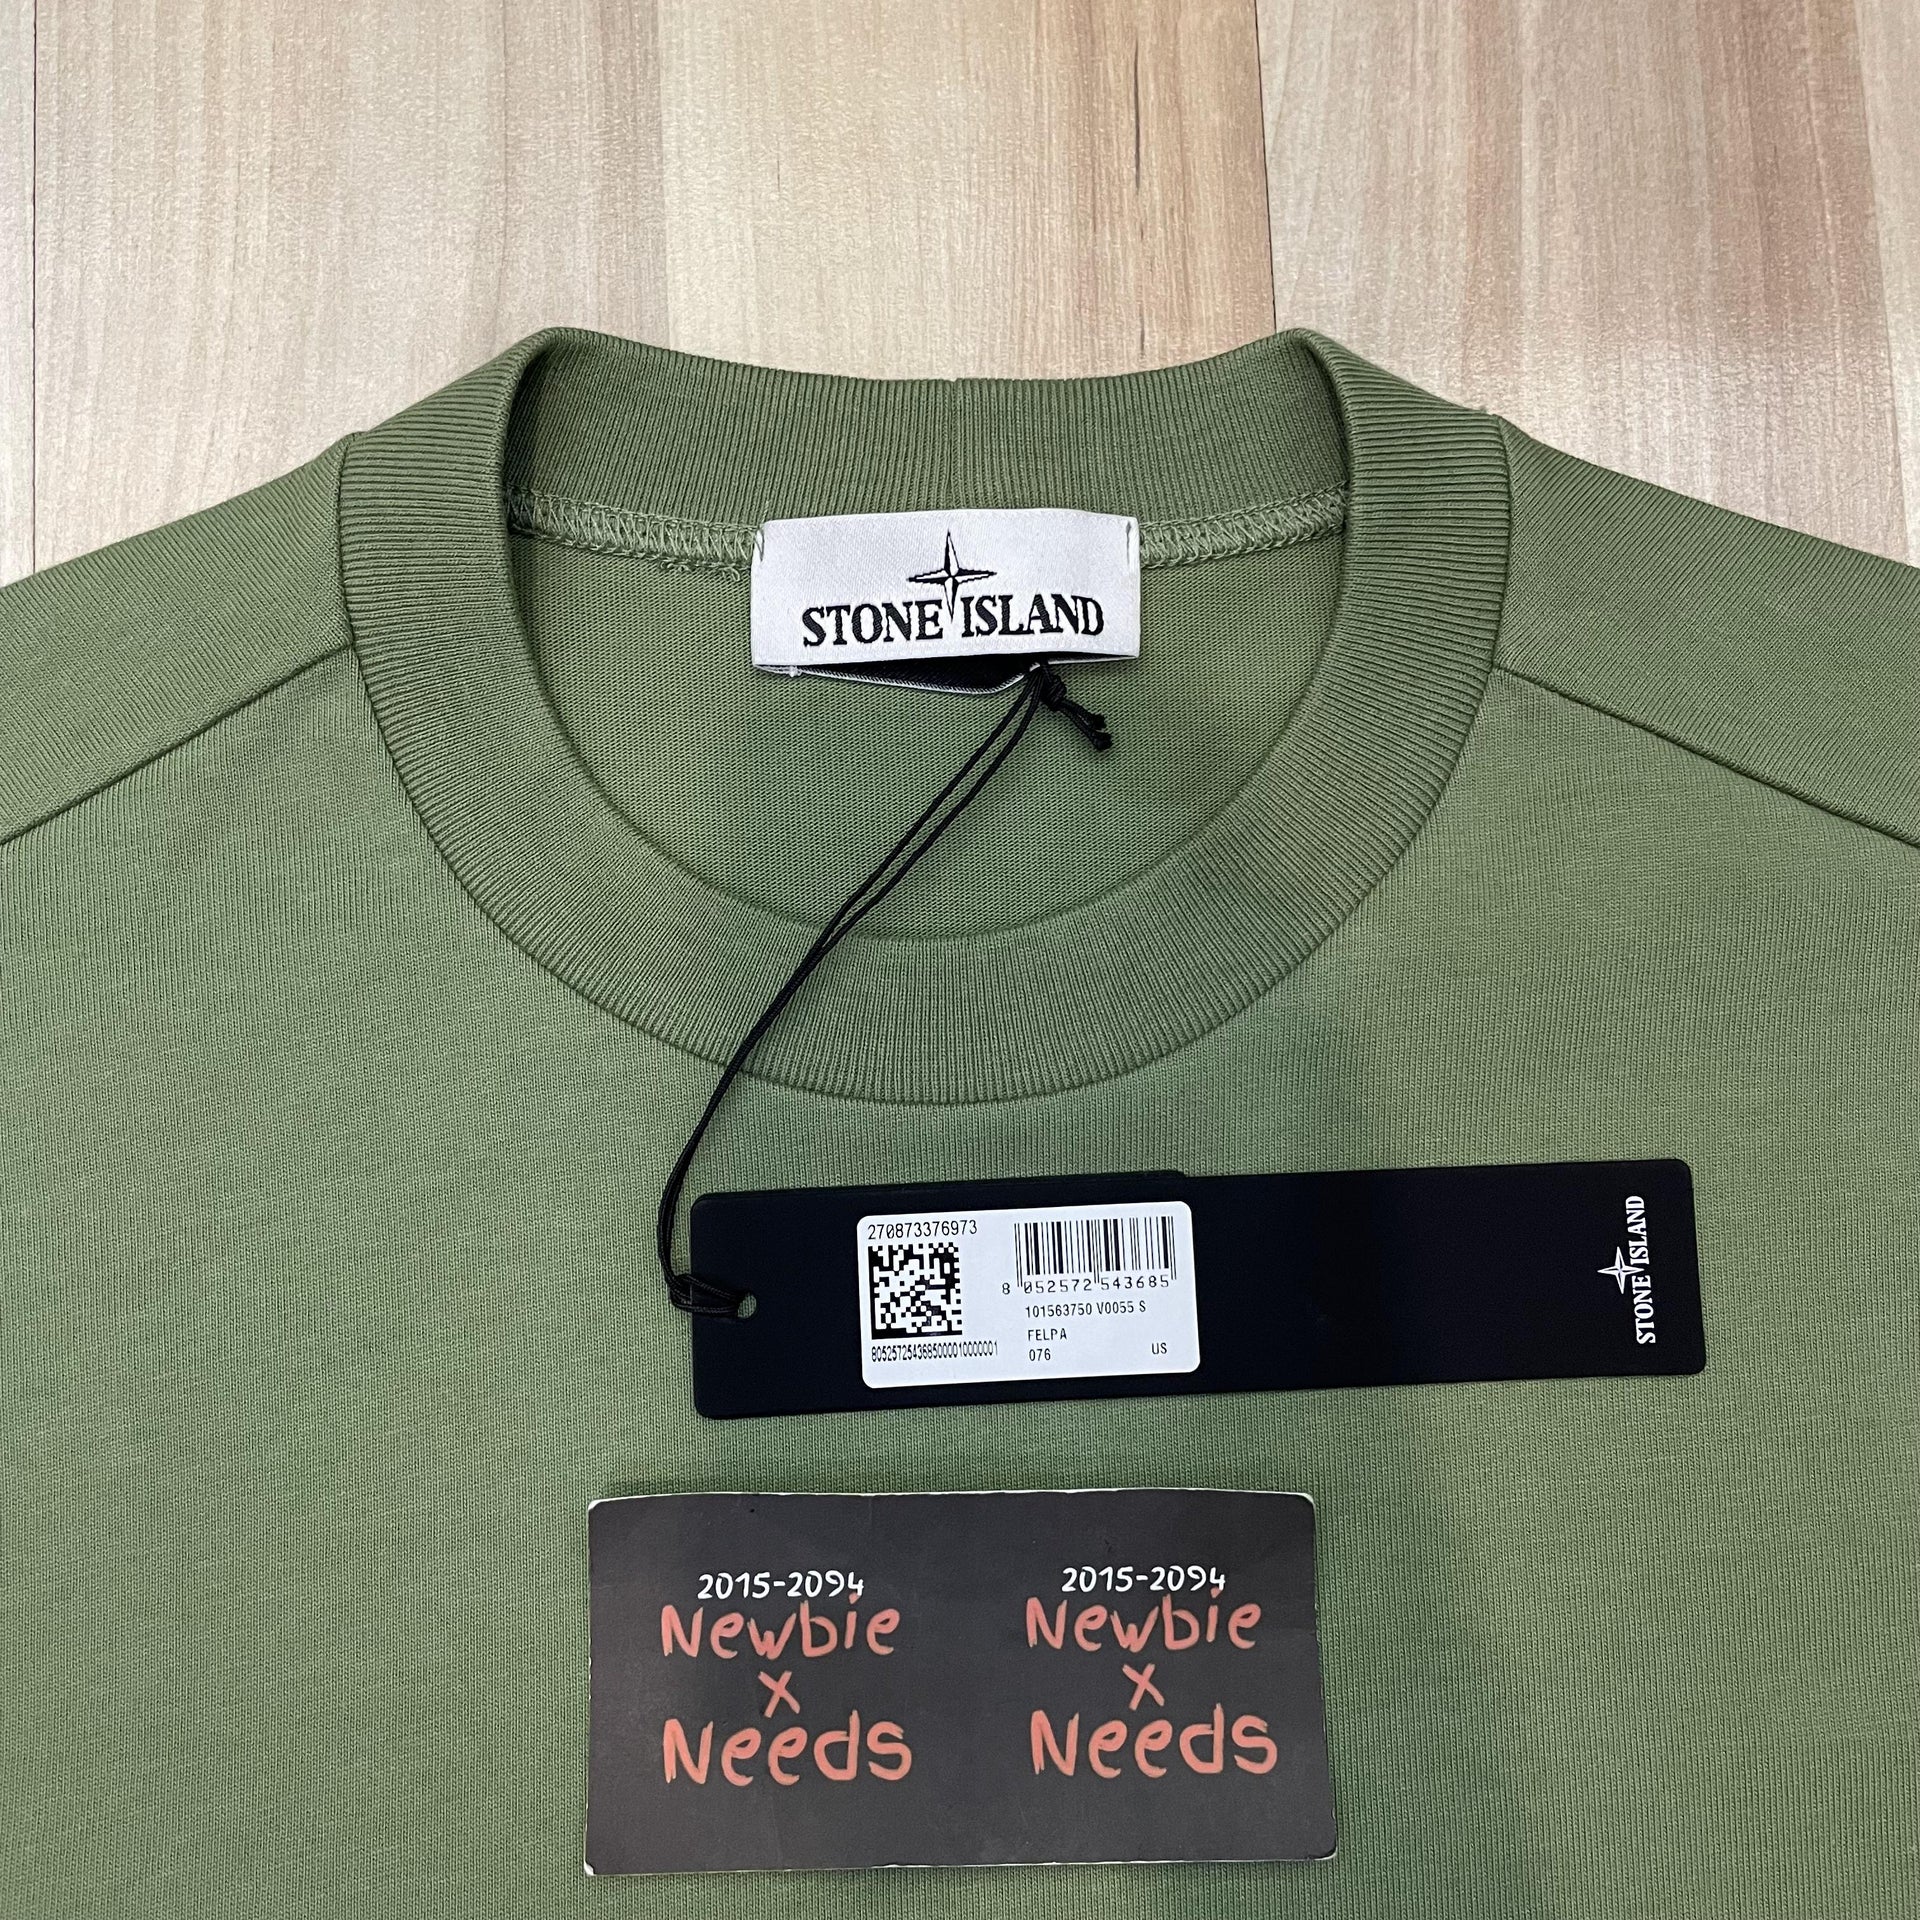 STONE ISLAND
270873376973
8 052572 543685
101563750 V0055 S
FELPA
076 US
8052572543685000010000001
STONE ISLAND
2015-2094
Newbie
x
Needs
2015-2094
Newbie
x
Needs